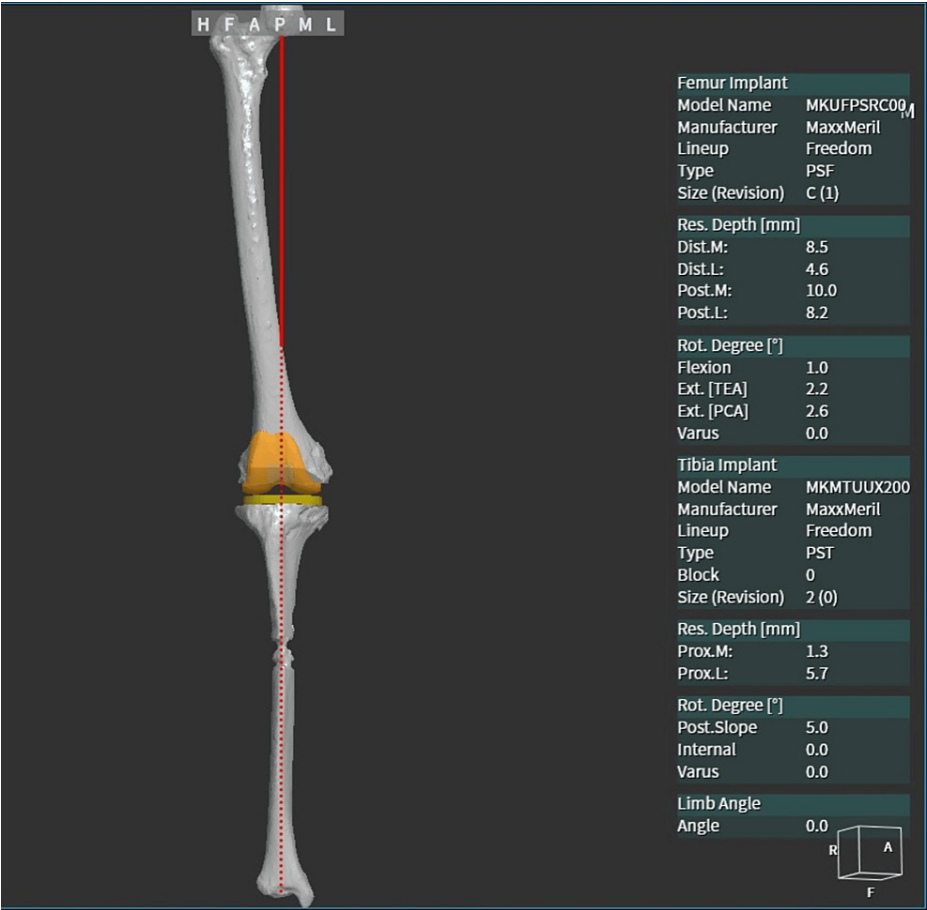 H F A P M L
Femur Implant
Model Name MKUFPSRC00
M
Manufacturer MaxxMeril
Lineup Freedom
Type PSF
Size (Revision) C (1)
Res. Depth [mm]
Dist.M: 8.5
Dist.L: 4.6
Post.M: 10.0
Post.L: 8.2
Rot. Degree [°]
Flexion 1.0
Ext. [TEA] 2.2
Ext. [PCA] 2.6
Varus 0.0
Tibia Implant
Model Name MKMTUUX200
Manufacturer MaxxMeril
Lineup Freedom
Type PST
Block 0
Size (Revision) 2 (0)
Res. Depth [mm]
Prox.M: 1.3
Prox.L: 5.7
Rot. Degree [°]
Post.Slope 5.0
Internal 0.0
Varus 0.0
Limb Angle
Angle 0.0
R A
F